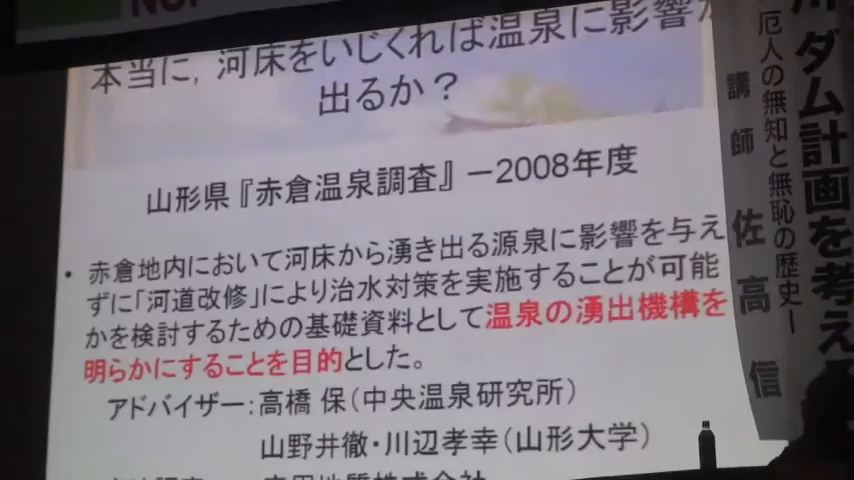 NO!
本当に，河床をいじくれば温泉に影響が
出るか？
山形県『赤倉温泉調査』－2008年度
• 赤倉地内において河床から湧き出る源泉に影響を与え
ずに「河道改修」により治水対策を実施することが可能
かを検討するための基礎資料として温泉の湧出機構を
明らかにすることを目的とした。
アドバイザー：高橋 保（中央温泉研究所）
山野井徹・川辺孝幸（山形大学）
川ダム計画を考える
人の無知と無恥の歴史ー
講師 佐高信